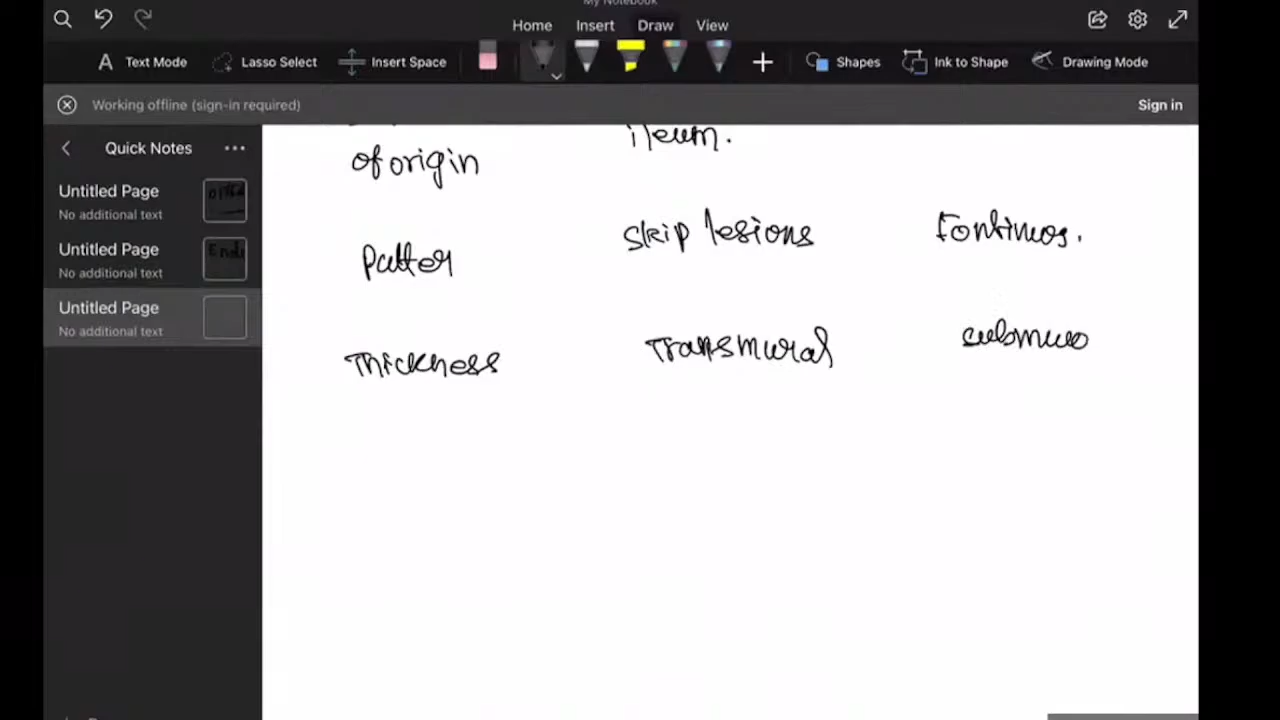 My Notebook
Home Insert Draw View
Text Mode Lasso Select Insert Space Shapes Ink to Shape Drawing Mode
Working offline (sign-in required) Sign in
Quick Notes
Untitled Page
No additional text
Untitled Page
No additional text
Untitled Page
No additional text
of origin ileum.
Patter skip lesions
Thickness Transmural submuco